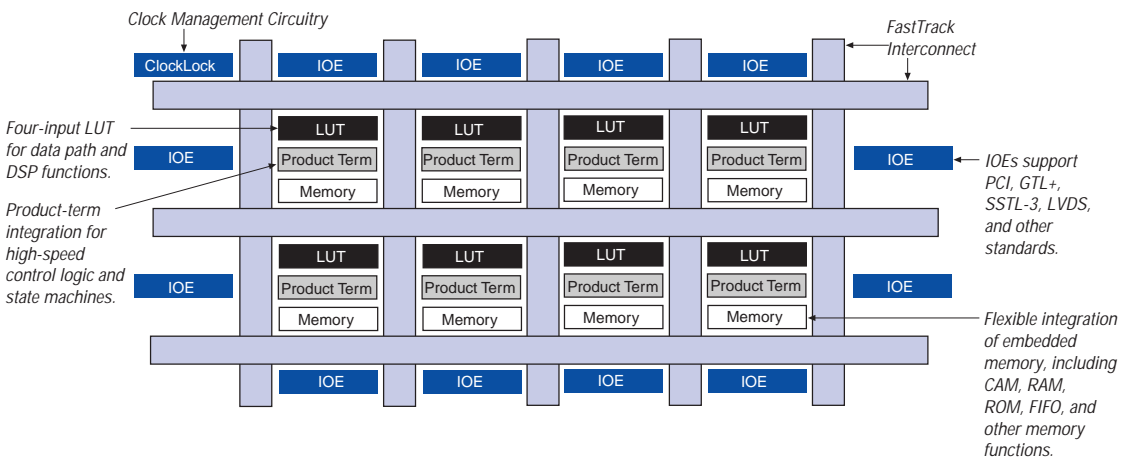 Clock Management Circuitry
FastTrack
Interconnect
ClockLock
IOE
IOE
IOE
IOE
Four-input LUT
for data path and
DSP functions.
LUT
LUT
LUT
LUT
IOE
Product Term
Product Term
Product Term
Product Term
IOE
IOEs support
PCI, GTL+,
SSTL-3, LVDS,
and other
standards.
Memory
Memory
Memory
Memory
Product-term
integration for
high-speed
control logic and
state machines.
LUT
LUT
LUT
LUT
IOE
Product Term
Product Term
Product Term
Product Term
IOE
Memory
Memory
Memory
Memory
Flexible integration
of embedded
memory, including
CAM, RAM,
ROM, FIFO, and
other memory
functions.
IOE
IOE
IOE
IOE